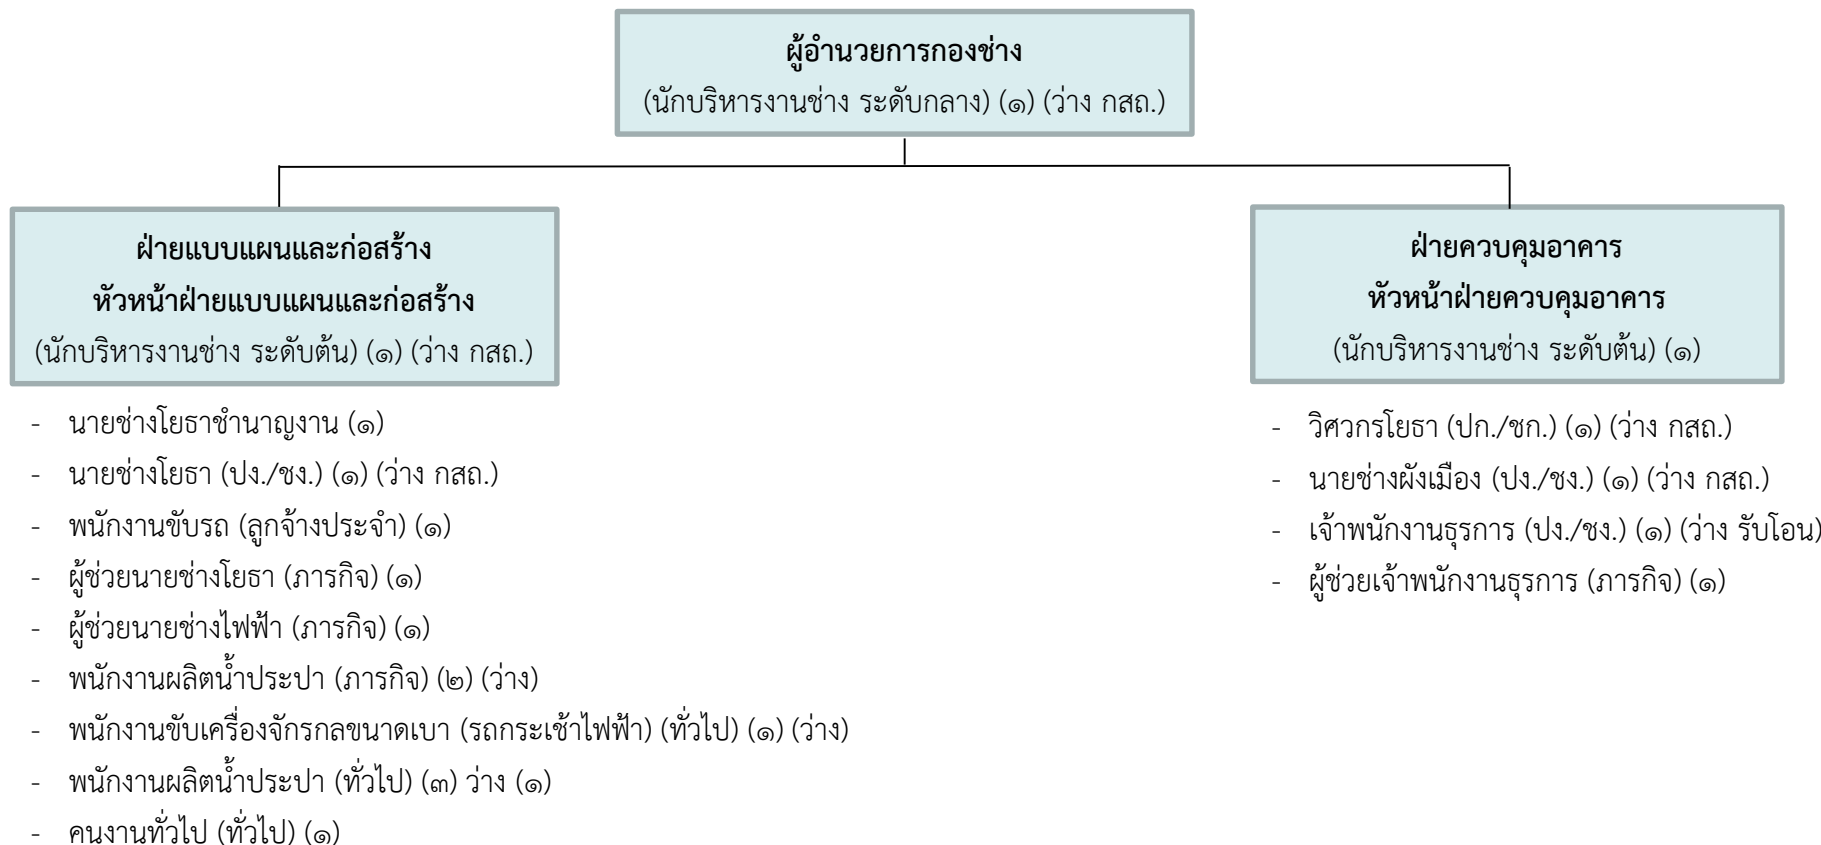 ผู้อำนวยการกองช่าง
(นักบริหารงานช่าง ระดับกลาง) (๑) (ว่าง กสถ.)
ฝ่ายแบบแผนและก่อสร้าง
หัวหน้าฝ่ายแบบแผนและก่อสร้าง
(นักบริหารงานช่าง ระดับต้น) (๑) (ว่าง กสถ.)
- นายช่างโยธาชำนาญงาน (๑)
- นายช่างโยธา (ปง./ชง.) (๑) (ว่าง กสถ.)
- พนักงานขับรถ (ลูกจ้างประจำ) (๑)
- ผู้ช่วยนายช่างโยธา (ภารกิจ) (๑)
- ผู้ช่วยนายช่างไฟฟ้า (ภารกิจ) (๑)
- พนักงานผลิตน้ำประปา (ภารกิจ) (๒) (ว่าง)
- พนักงานขับเครื่องจักรกลขนาดเบา (รถกระเช้าไฟฟ้า) (ทั่วไป) (๑) (ว่าง)
- พนักงานผลิตน้ำประปา (ทั่วไป) (๓) ว่าง (๑)
- คนงานทั่วไป (ทั่วไป) (๑)
ฝ่ายควบคุมอาคาร
หัวหน้าฝ่ายควบคุมอาคาร
(นักบริหารงานช่าง ระดับต้น) (๑)
- วิศวกรโยธา (ปก./ชก.) (๑) (ว่าง กสถ.)
- นายช่างผังเมือง (ปง./ชง.) (๑) (ว่าง กสถ.)
- เจ้าพนักงานธุรการ (ปง./ชง.) (๑) (ว่าง รับโอน)
- ผู้ช่วยเจ้าพนักงานธุรการ (ภารกิจ) (๑)